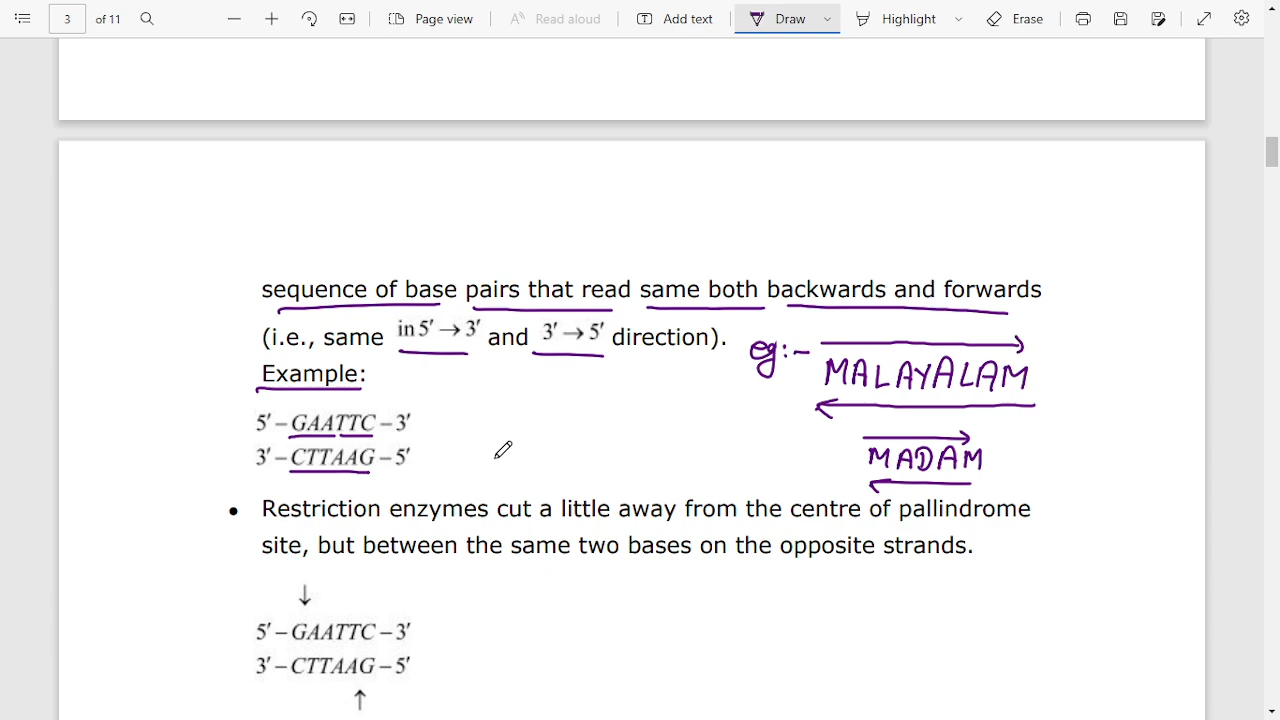 3 of 11 Page view Read aloud Add text Draw Highlight Erase
sequence of base pairs that read same both backwards and forwards
(i.e., same in 5′ → 3′ and 3′ → 5′ direction). eg:-
MALAYALAM
Example:
5′ – GAATTC – 3′
3′ – CTTAAG – 5′ MADAM
• Restriction enzymes cut a little away from the centre of pallindrome
site, but between the same two bases on the opposite strands.
↓
5′ – GAATTC – 3′
3′ – CTTAAG – 5′
↑